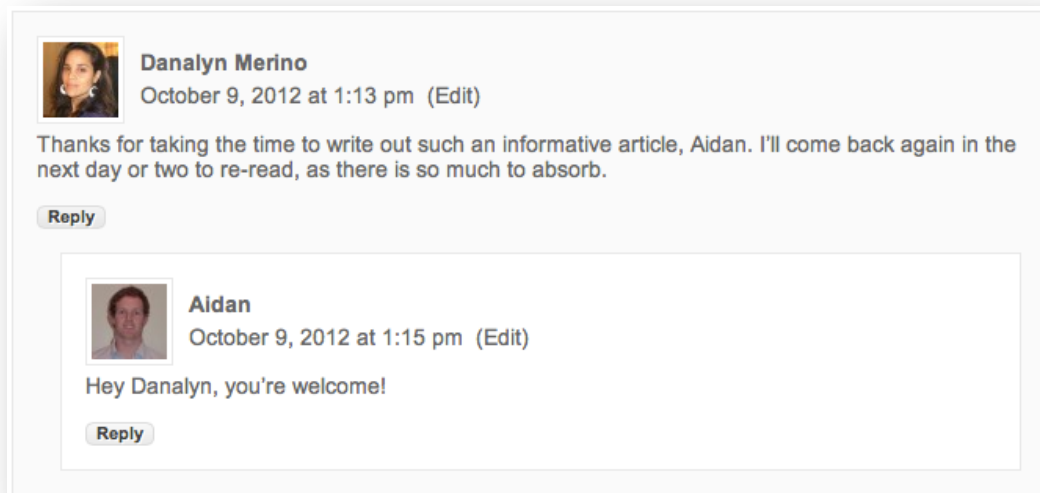 Danalyn Merino
October 9, 2012 at 1:13 pm (Edit)
Thanks for taking the time to write out such an informative article, Aidan. I'll come back again in the
next day or two to re-read, as there is so much to absorb.
Reply
Aidan
October 9, 2012 at 1:15 pm (Edit)
Hey Danalyn, you're welcome!
Reply